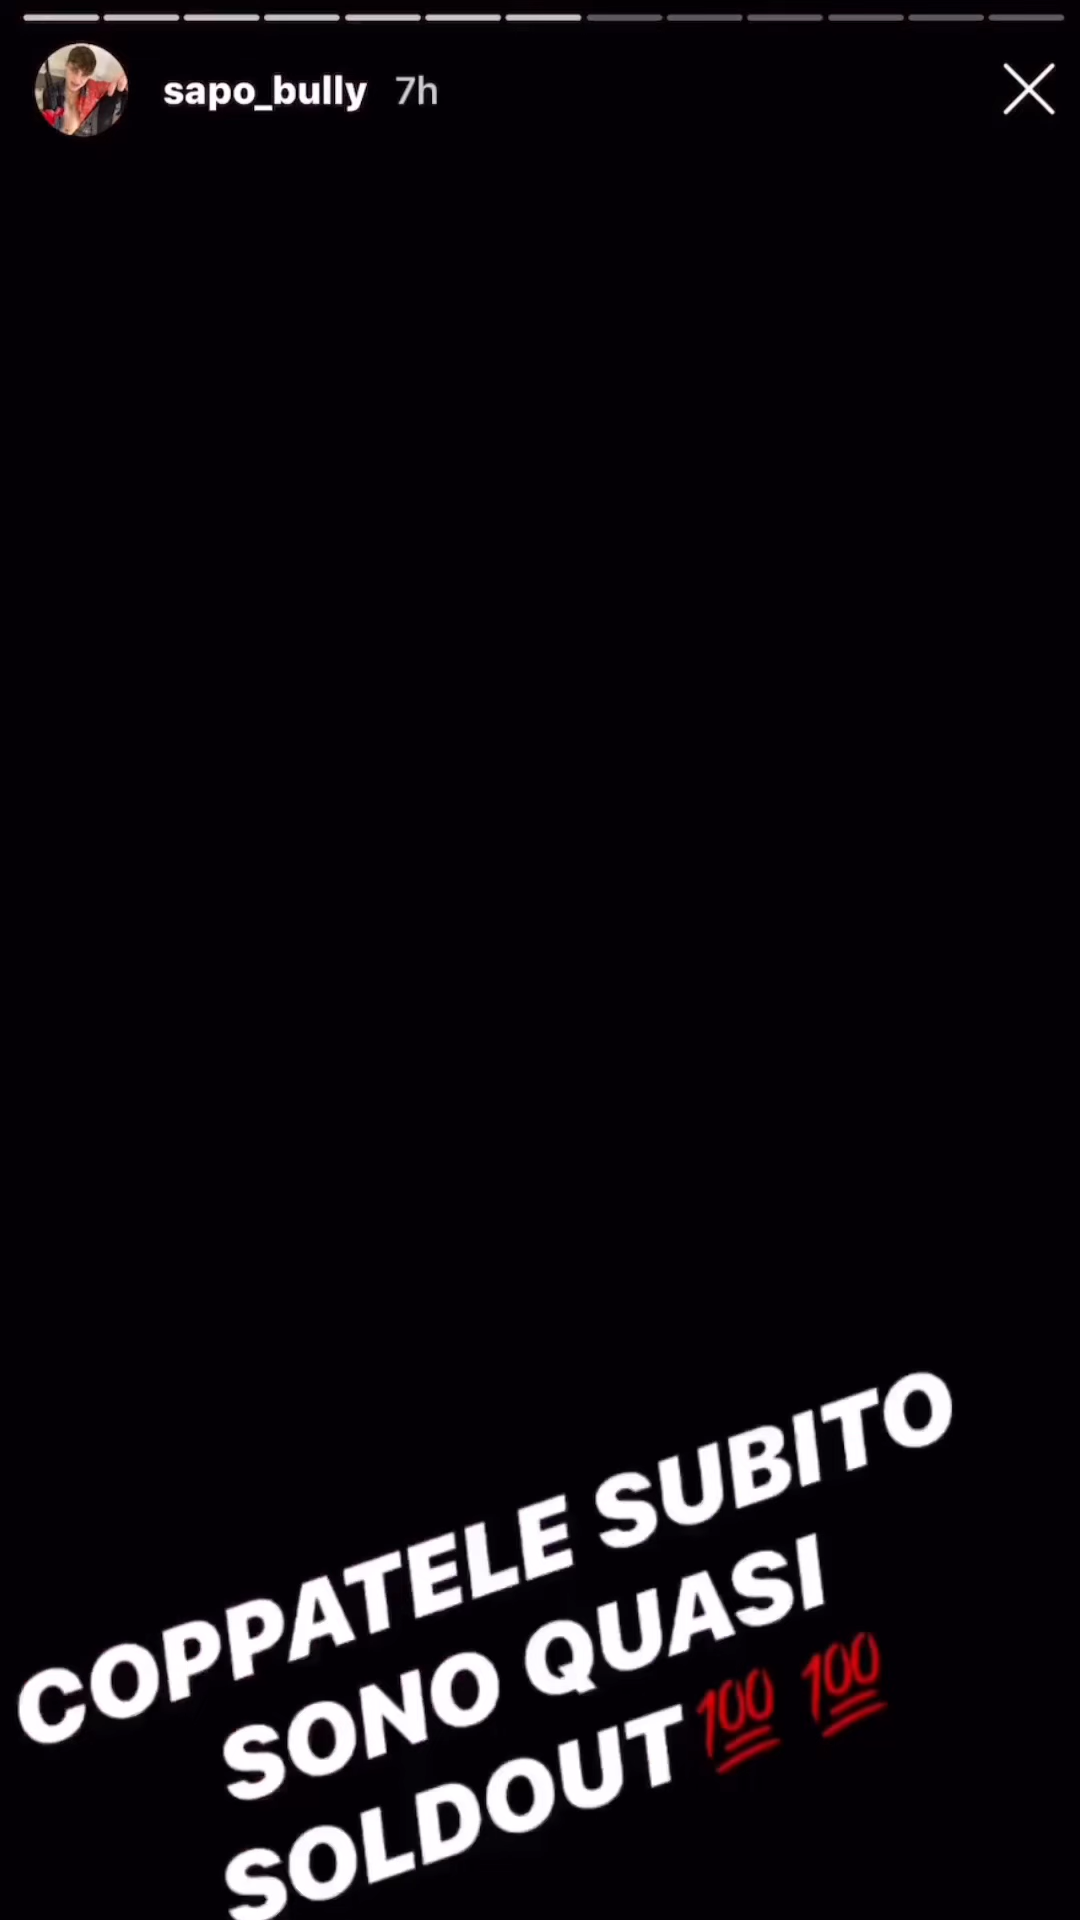 sapo_bully 7h
COPPATELE SUBITO
SONO QUASI
SOLDOUT💯 💯